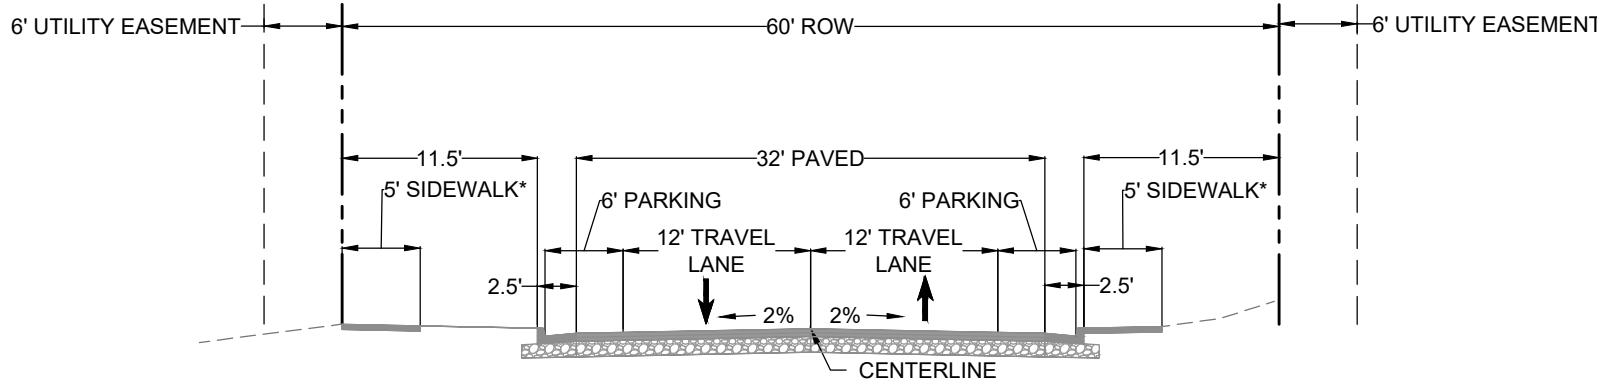 6' UTILITY EASEMENT
60' ROW
6' UTILITY EASEMENT
11.5'
32' PAVED
11.5'
5' SIDEWALK*
5' SIDEWALK*
6' PARKING
6' PARKING
12' TRAVEL
LANE
12' TRAVEL
LANE
2.5'
2.5'
2%
2%
CENTERLINE